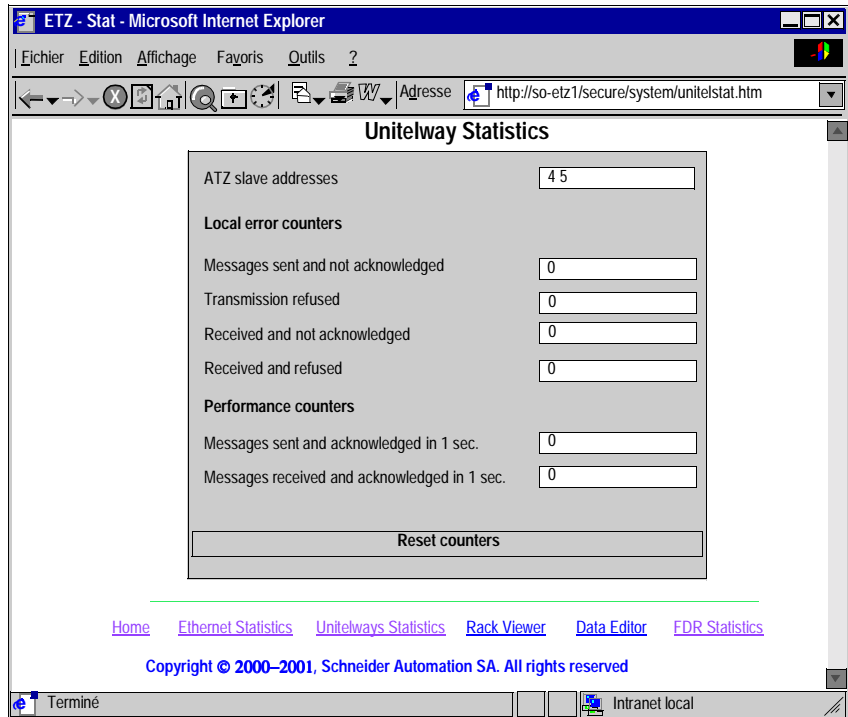 ETZ - Stat - Microsoft Internet Explorer
Fichier Edition Affichage Favoris Outils ?
Adresse http://so-etz1/secure/system/unitelstat.htm
Unitelway Statistics
ATZ slave addresses 4 5
Local error counters
Messages sent and not acknowledged 0
Transmission refused 0
Received and not acknowledged 0
Received and refused 0
Performance counters
Messages sent and acknowledged in 1 sec. 0
Messages received and acknowledged in 1 sec. 0
Reset counters
Home Ethernet Statistics Unitelways Statistics Rack Viewer Data Editor FDR Statistics
Copyright © 2000–2001, Schneider Automation SA. All rights reserved
Terminé Intranet local